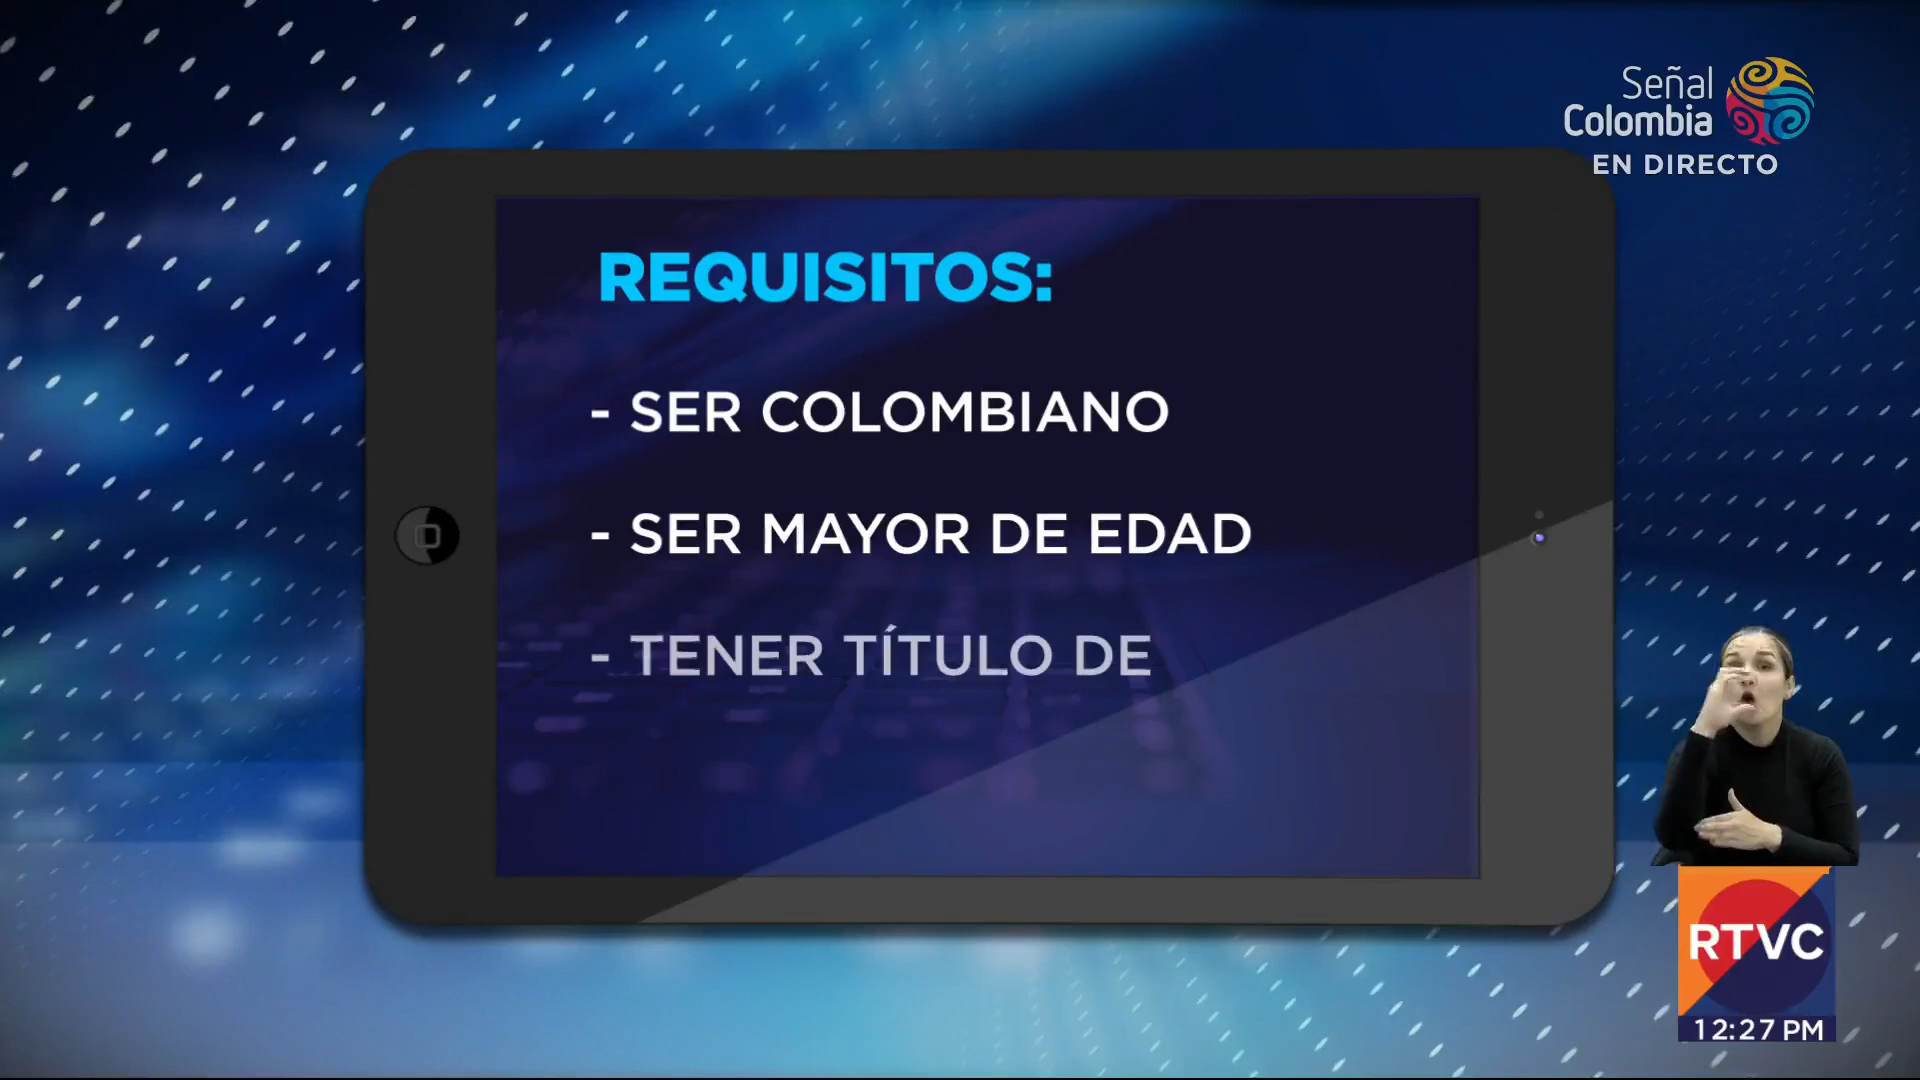 Señal
Colombia
EN DIRECTO
REQUISITOS:
- SER COLOMBIANO
- SER MAYOR DE EDAD
- TENER TÍTULO DE
RTVC
12:27 PM